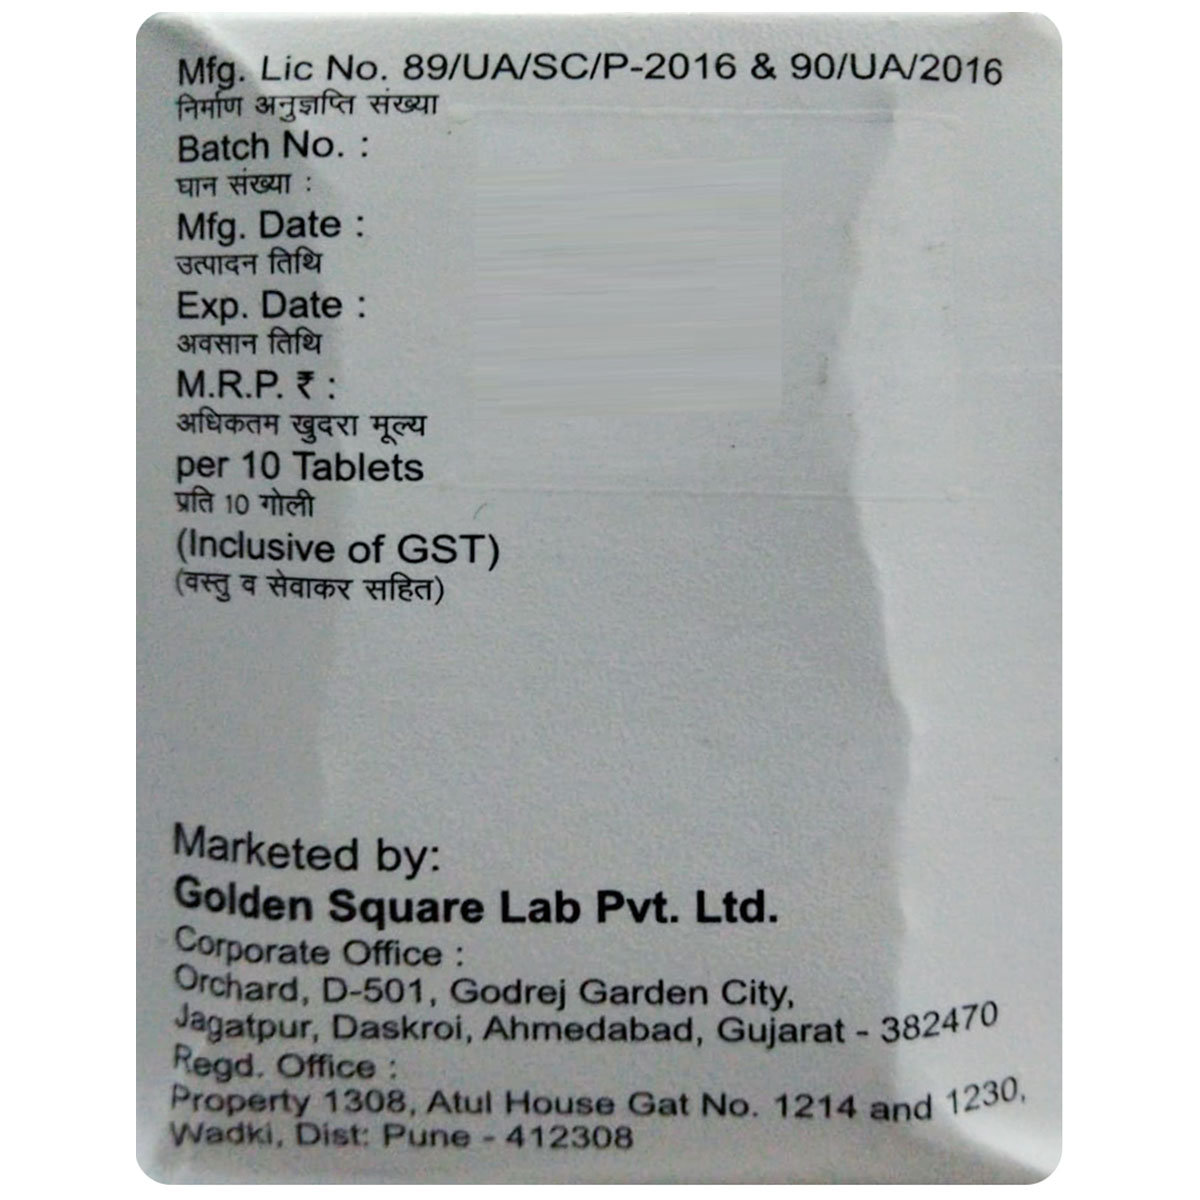 Mfg. Lic No. 89/UA/SC/P-2016 & 90/UA/2016
निर्माण अनुज्ञप्ति संख्या
Batch No. :
घान संख्या :
Mfg. Date :
उत्पादन तिथि
Exp. Date :
अवसान तिथि
M.R.P. ₹ :
अधिकतम खुदरा मूल्य
per 10 Tablets
प्रति 10 गोली
(Inclusive of GST)
(वस्तु व सेवाकर सहित)
Marketed by:
Golden Square Lab Pvt. Ltd.
Corporate Office :
Orchard, D-501, Godrej Garden City,
Jagatpur, Daskroi, Ahmedabad, Gujarat - 382470
Regd. Office :
Property 1308, Atul House Gat No. 1214 and 1230,
Wadki, Dist: Pune - 412308